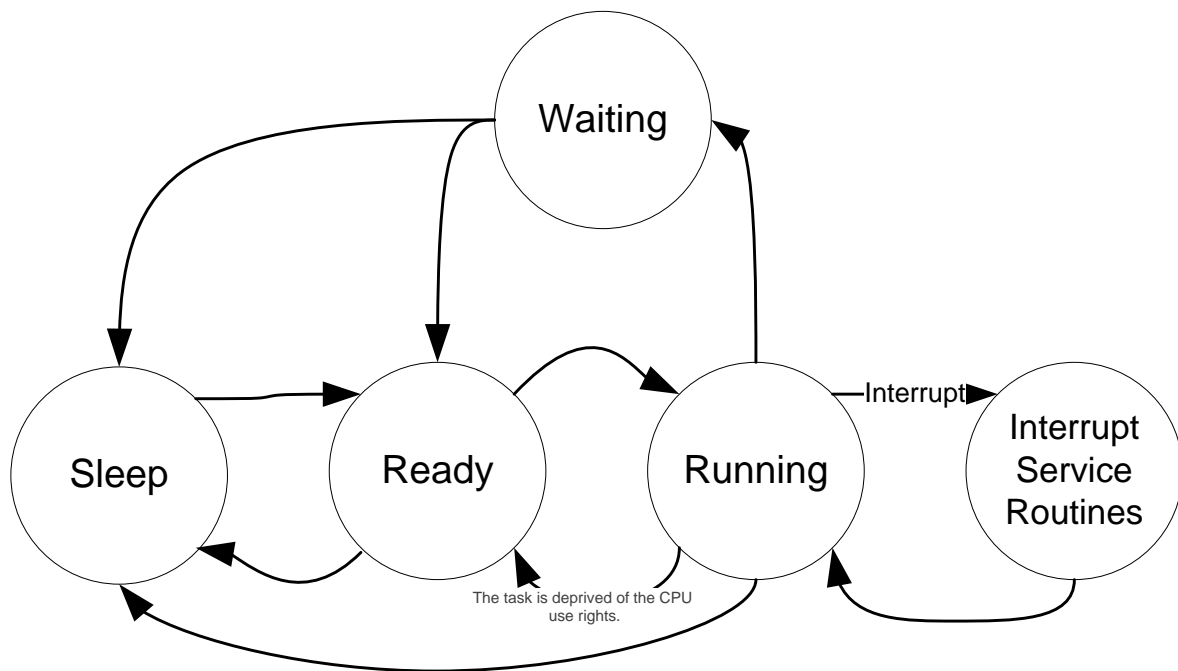 Waiting
Sleep
Ready
Running
Interrupt
Interrupt
Service
Routines
The task is deprived of the CPU
use rights.